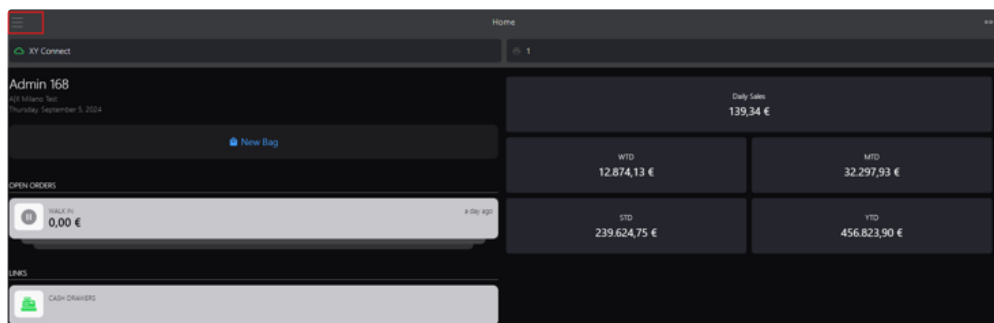 Home
XY Connect
1
Admin 168
A|X Milano Test
Thursday, September 5, 2024
New Bag
OPEN ORDERS
WALK IN
0,00 €
a day ago
LINKS
CASH DRAWERS
Daily Sales
139,34 €
WTD
12.874,13 €
MTD
32.297,93 €
STD
239.624,75 €
YTD
456.823,90 €